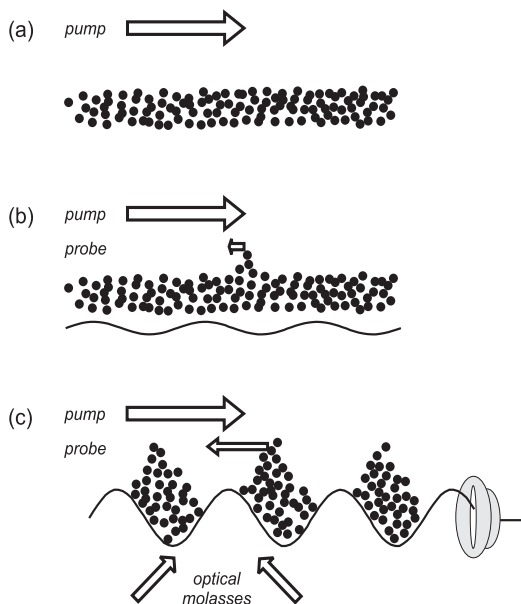 (a) pump
(b) pump
probe
(c) pump
probe
optical
molasses